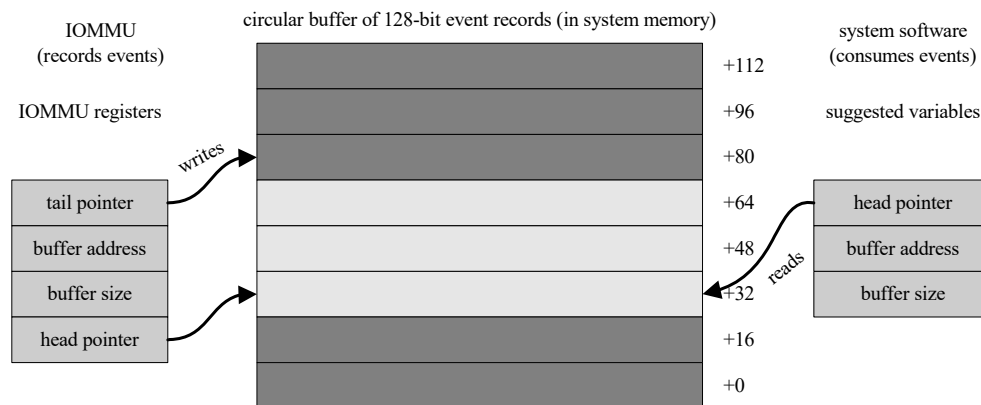 circular buffer of 128-bit event records (in system memory)
IOMMU
(records events)
IOMMU registers
writes
tail pointer
buffer address
buffer size
head pointer
+112
+96
+80
+64
+48
+32
+16
+0
system software
(consumes events)
suggested variables
head pointer
buffer address
buffer size
reads